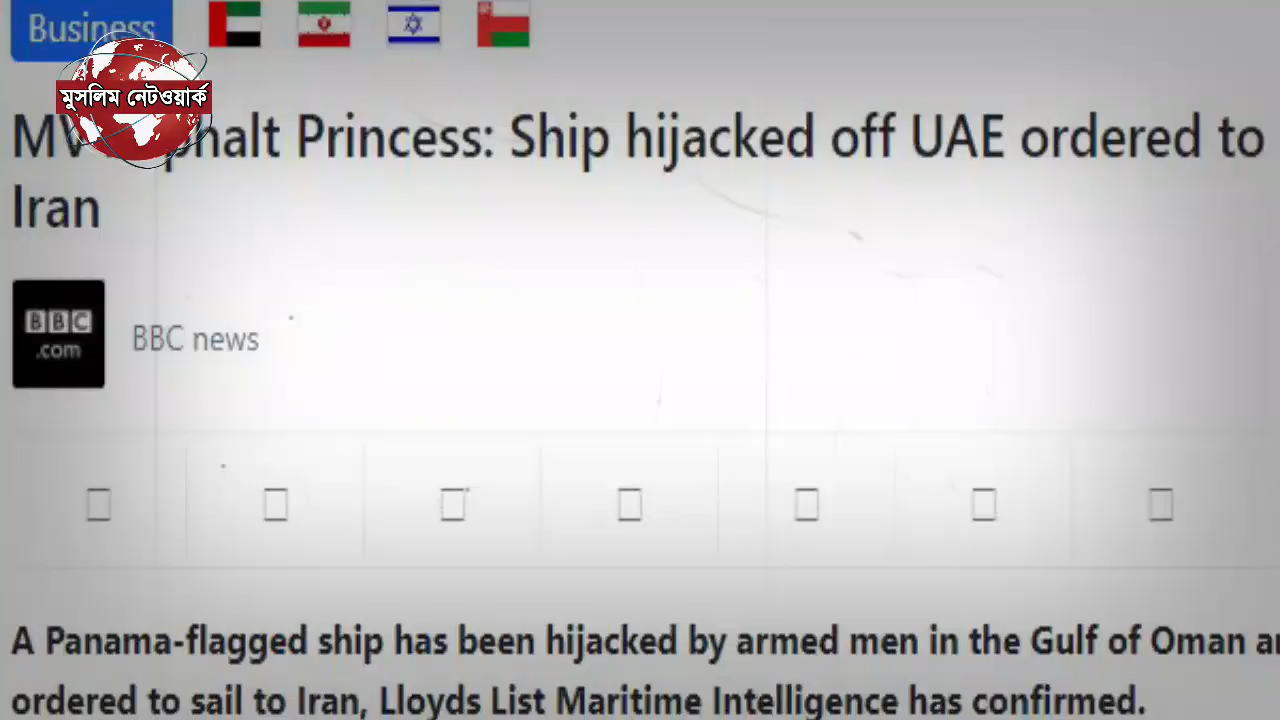 Business
মুসলিম নেটওয়ার্ক
MV Princess: Ship hijacked off UAE ordered to
Iran
BBC
.com
BBC news
A Panama-flagged ship has been hijacked by armed men in the Gulf of Oman
ordered to sail to Iran, Lloyds List Maritime Intelligence has confirmed.